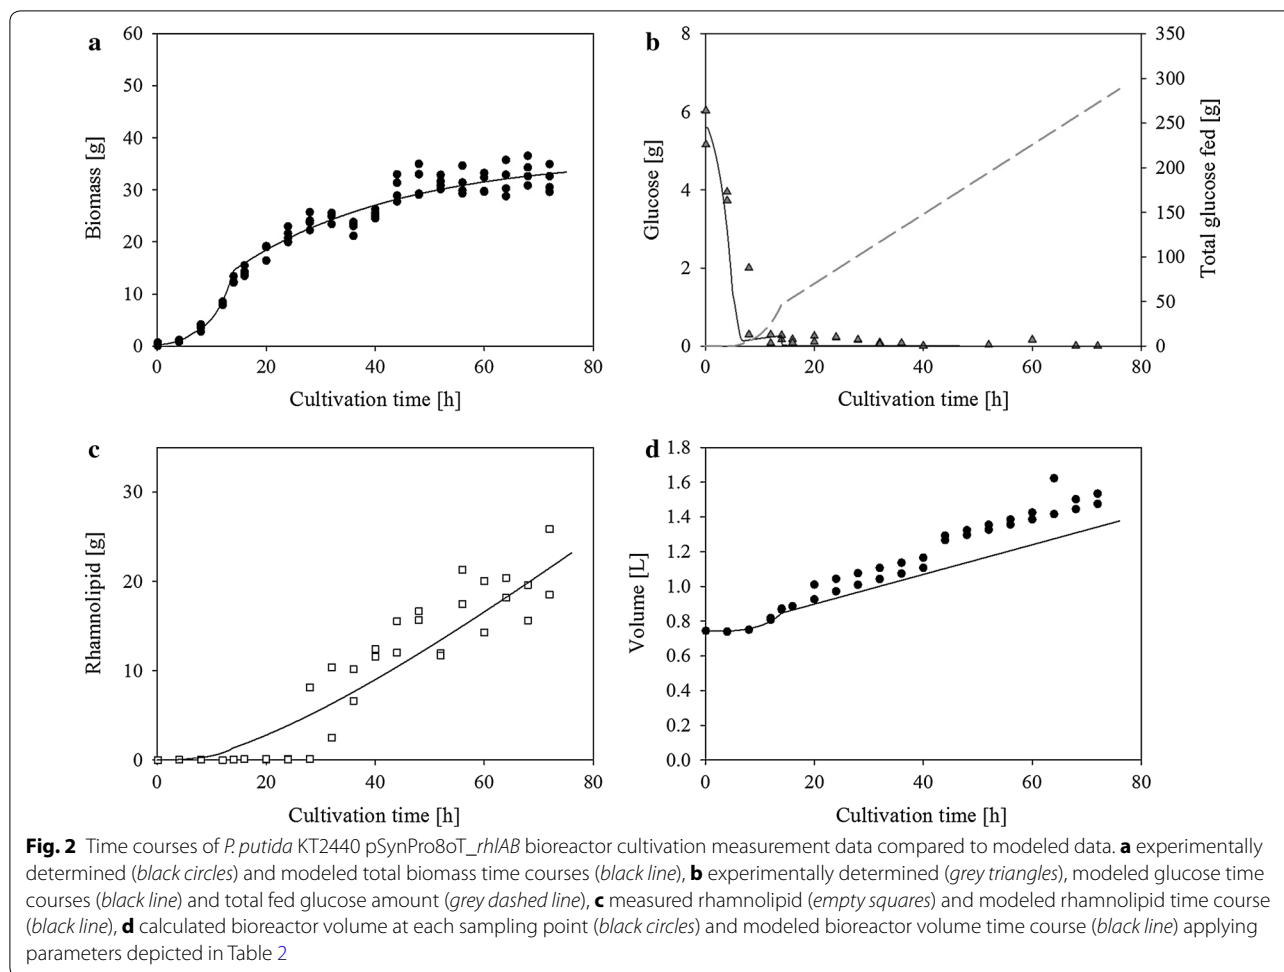 a
60
50
40
30
20
10
0
Biomass [g]
0 20 40 60 80
Cultivation time [h]
b
8
6
4
2
0
Glucose [g]
350
300
250
200
150
100
50
0
Total glucose fed [g]
0 20 40 60 80
Cultivation time [h]
c
30
20
10
0
Rhamnolipid [g]
0 20 40 60 80
Cultivation time [h]
d
1.8
1.6
1.4
1.2
1.0
0.8
0.6
0.4
0.2
0.0
Volume [L]
0 20 40 60 80
Cultivation time [h]
Fig. 2 Time courses of P. putida KT2440 pSynPro8oT_rhlAB bioreactor cultivation measurement data compared to modeled data. a experimentally
determined (black circles) and modeled total biomass time courses (black line), b experimentally determined (grey triangles), modeled glucose time
courses (black line) and total fed glucose amount (grey dashed line), c measured rhamnolipid (empty squares) and modeled rhamnolipid time course
(black line), d calculated bioreactor volume at each sampling point (black circles) and modeled bioreactor volume time course (black line) applying
parameters depicted in Table 2